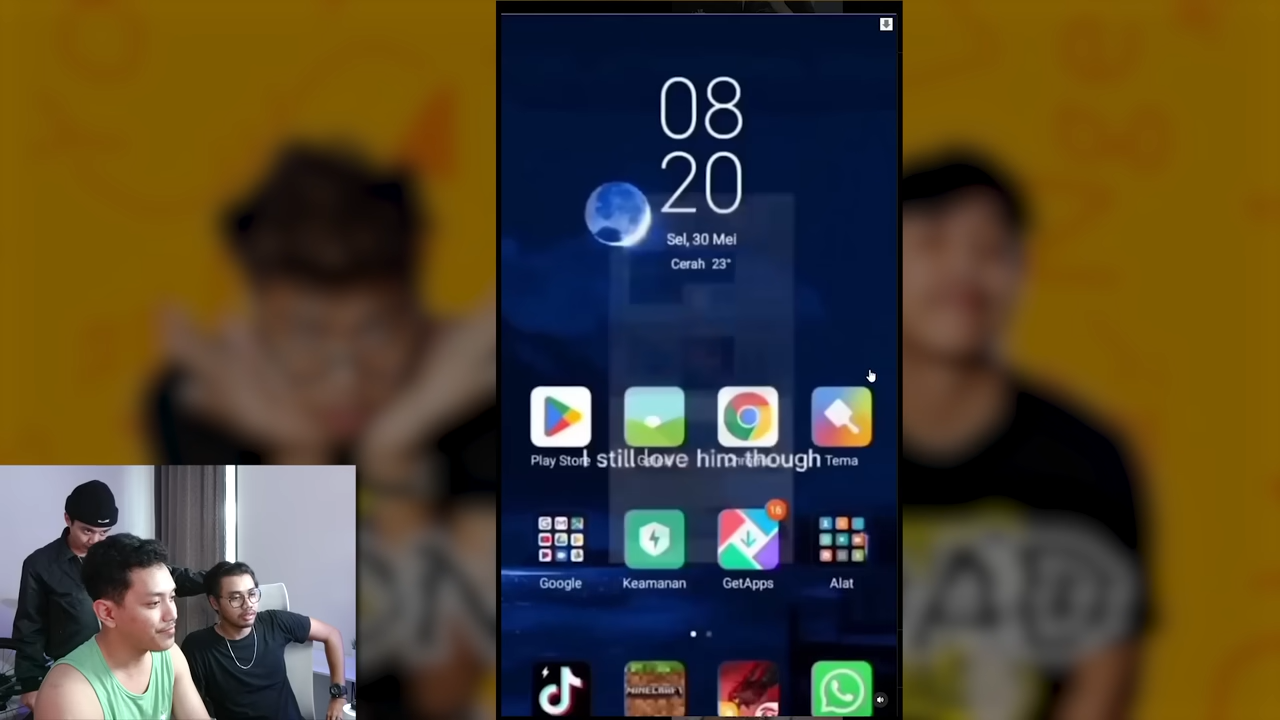 08
20
Sel, 30 Mei
Cerah 23°
Play Store
Tema
I still love him though
16
Google
Keamanan
GetApps
Alat
MINECRAFT